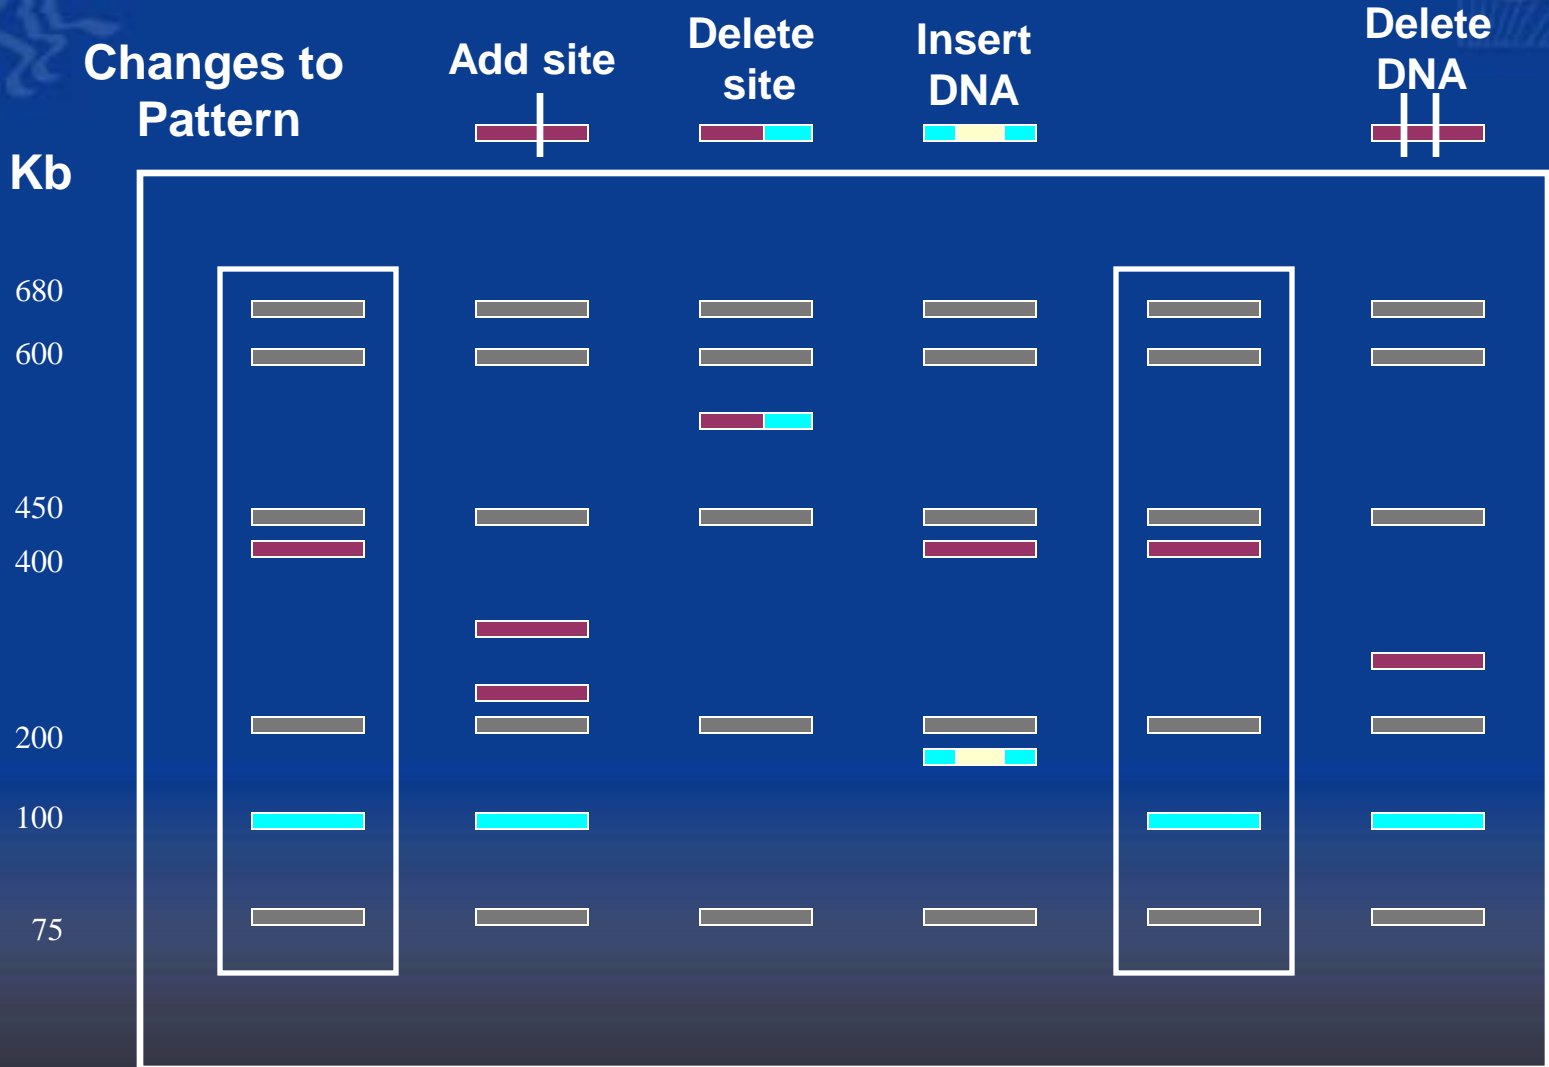 Changes to
Pattern
Add site
Delete
site
Insert
DNA
Delete
DNA
Kb
680
600
450
400
200
100
75